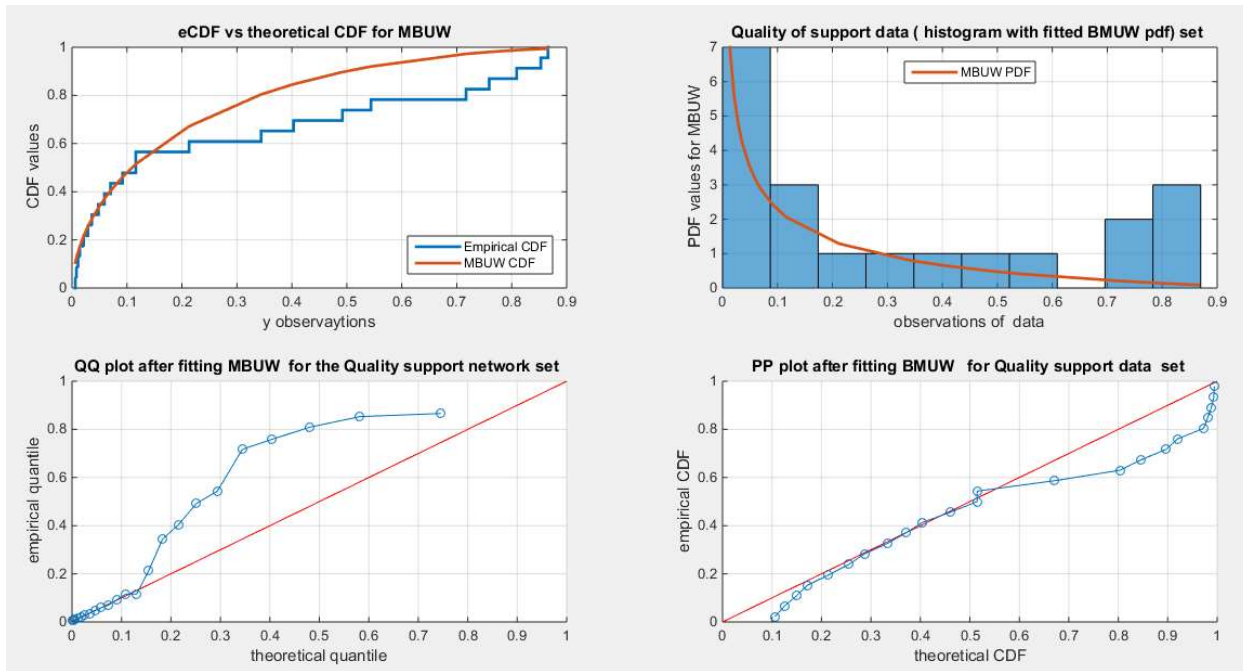 eCDF vs theoretical CDF for MBUW
CDF values
1
0.8
0.6
0.4
0.2
0
0 0.1 0.2 0.3 0.4 0.5 0.6 0.7 0.8 0.9
Empirical CDF
MBUW CDF
y observaytions
Quality of support data ( histogram with fitted BMUW pdf) set
PDF values for MBUW
7
6
5
4
3
2
1
0
0 0.1 0.2 0.3 0.4 0.5 0.6 0.7 0.8 0.9
MBUW PDF
observations of data
QQ plot after fitting MBUW for the Quality support network set
empirical quantile
1
0.8
0.6
0.4
0.2
0
0 0.1 0.2 0.3 0.4 0.5 0.6 0.7 0.8 0.9 1
theoretical quantile
PP plot after fitting BMUW for Quality support data set
empirical CDF
1
0.8
0.6
0.4
0.2
0
0 0.1 0.2 0.3 0.4 0.5 0.6 0.7 0.8 0.9 1
theoretical CDF